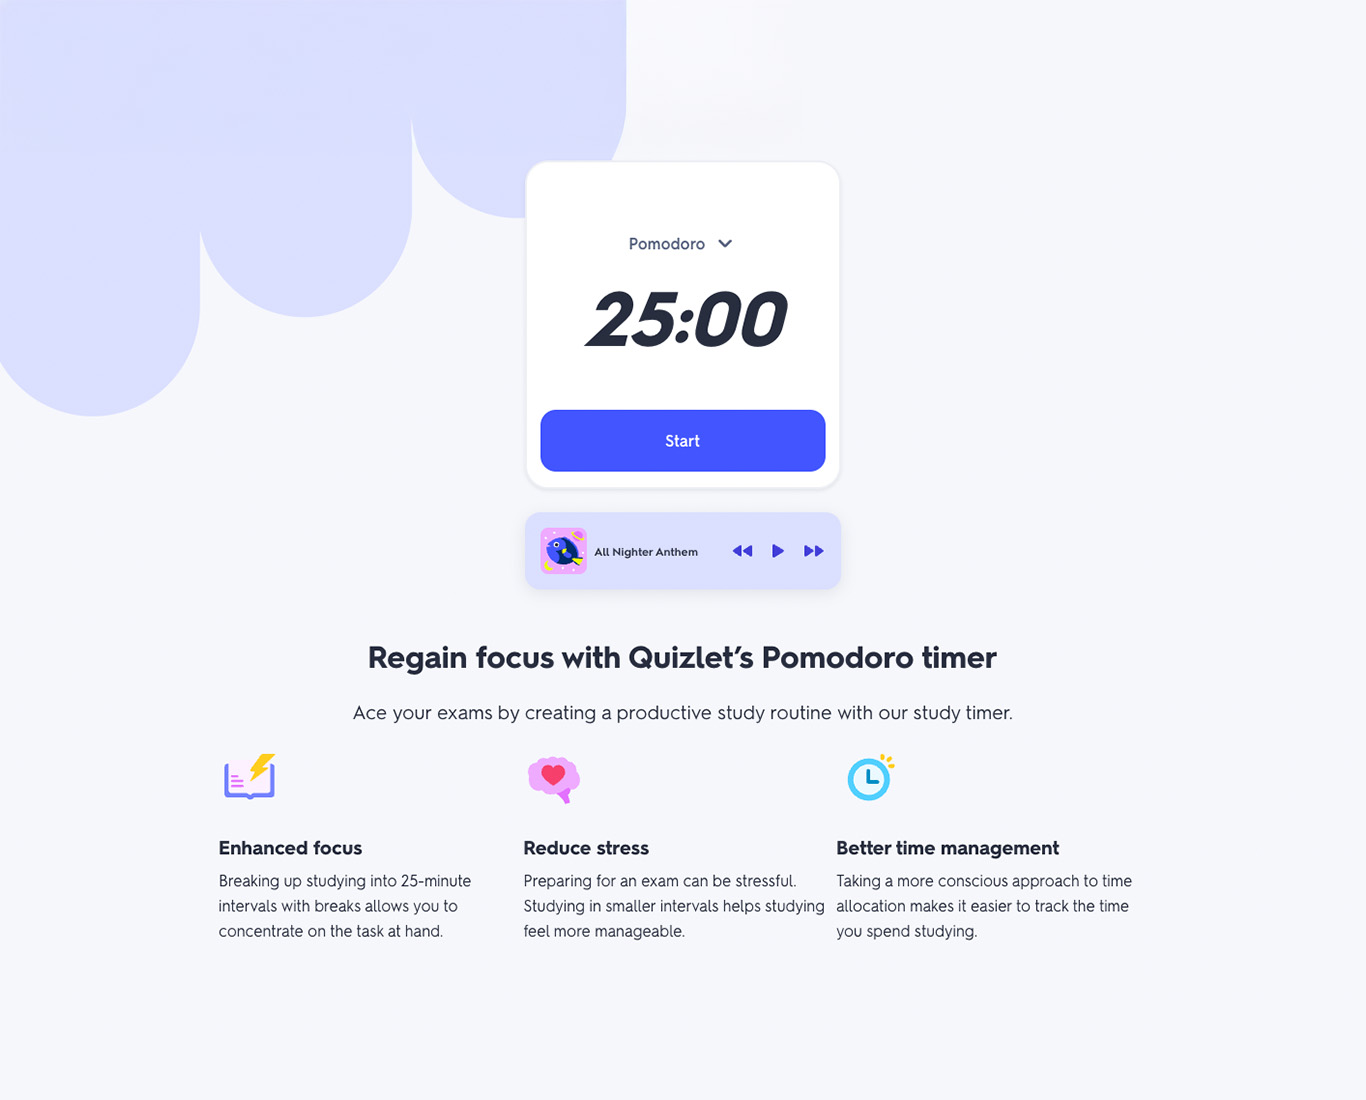 Pomodoro
25:00
Start
All Nighter Anthem
Regain focus with Quizlet’s Pomodoro timer
Ace your exams by creating a productive study routine with our study timer.
Enhanced focus
Breaking up studying into 25-minute
intervals with breaks allows you to
concentrate on the task at hand.
Reduce stress
Preparing for an exam can be stressful.
Studying in smaller intervals helps studying
feel more manageable.
Better time management
Taking a more conscious approach to time
allocation makes it easier to track the time
you spend studying.